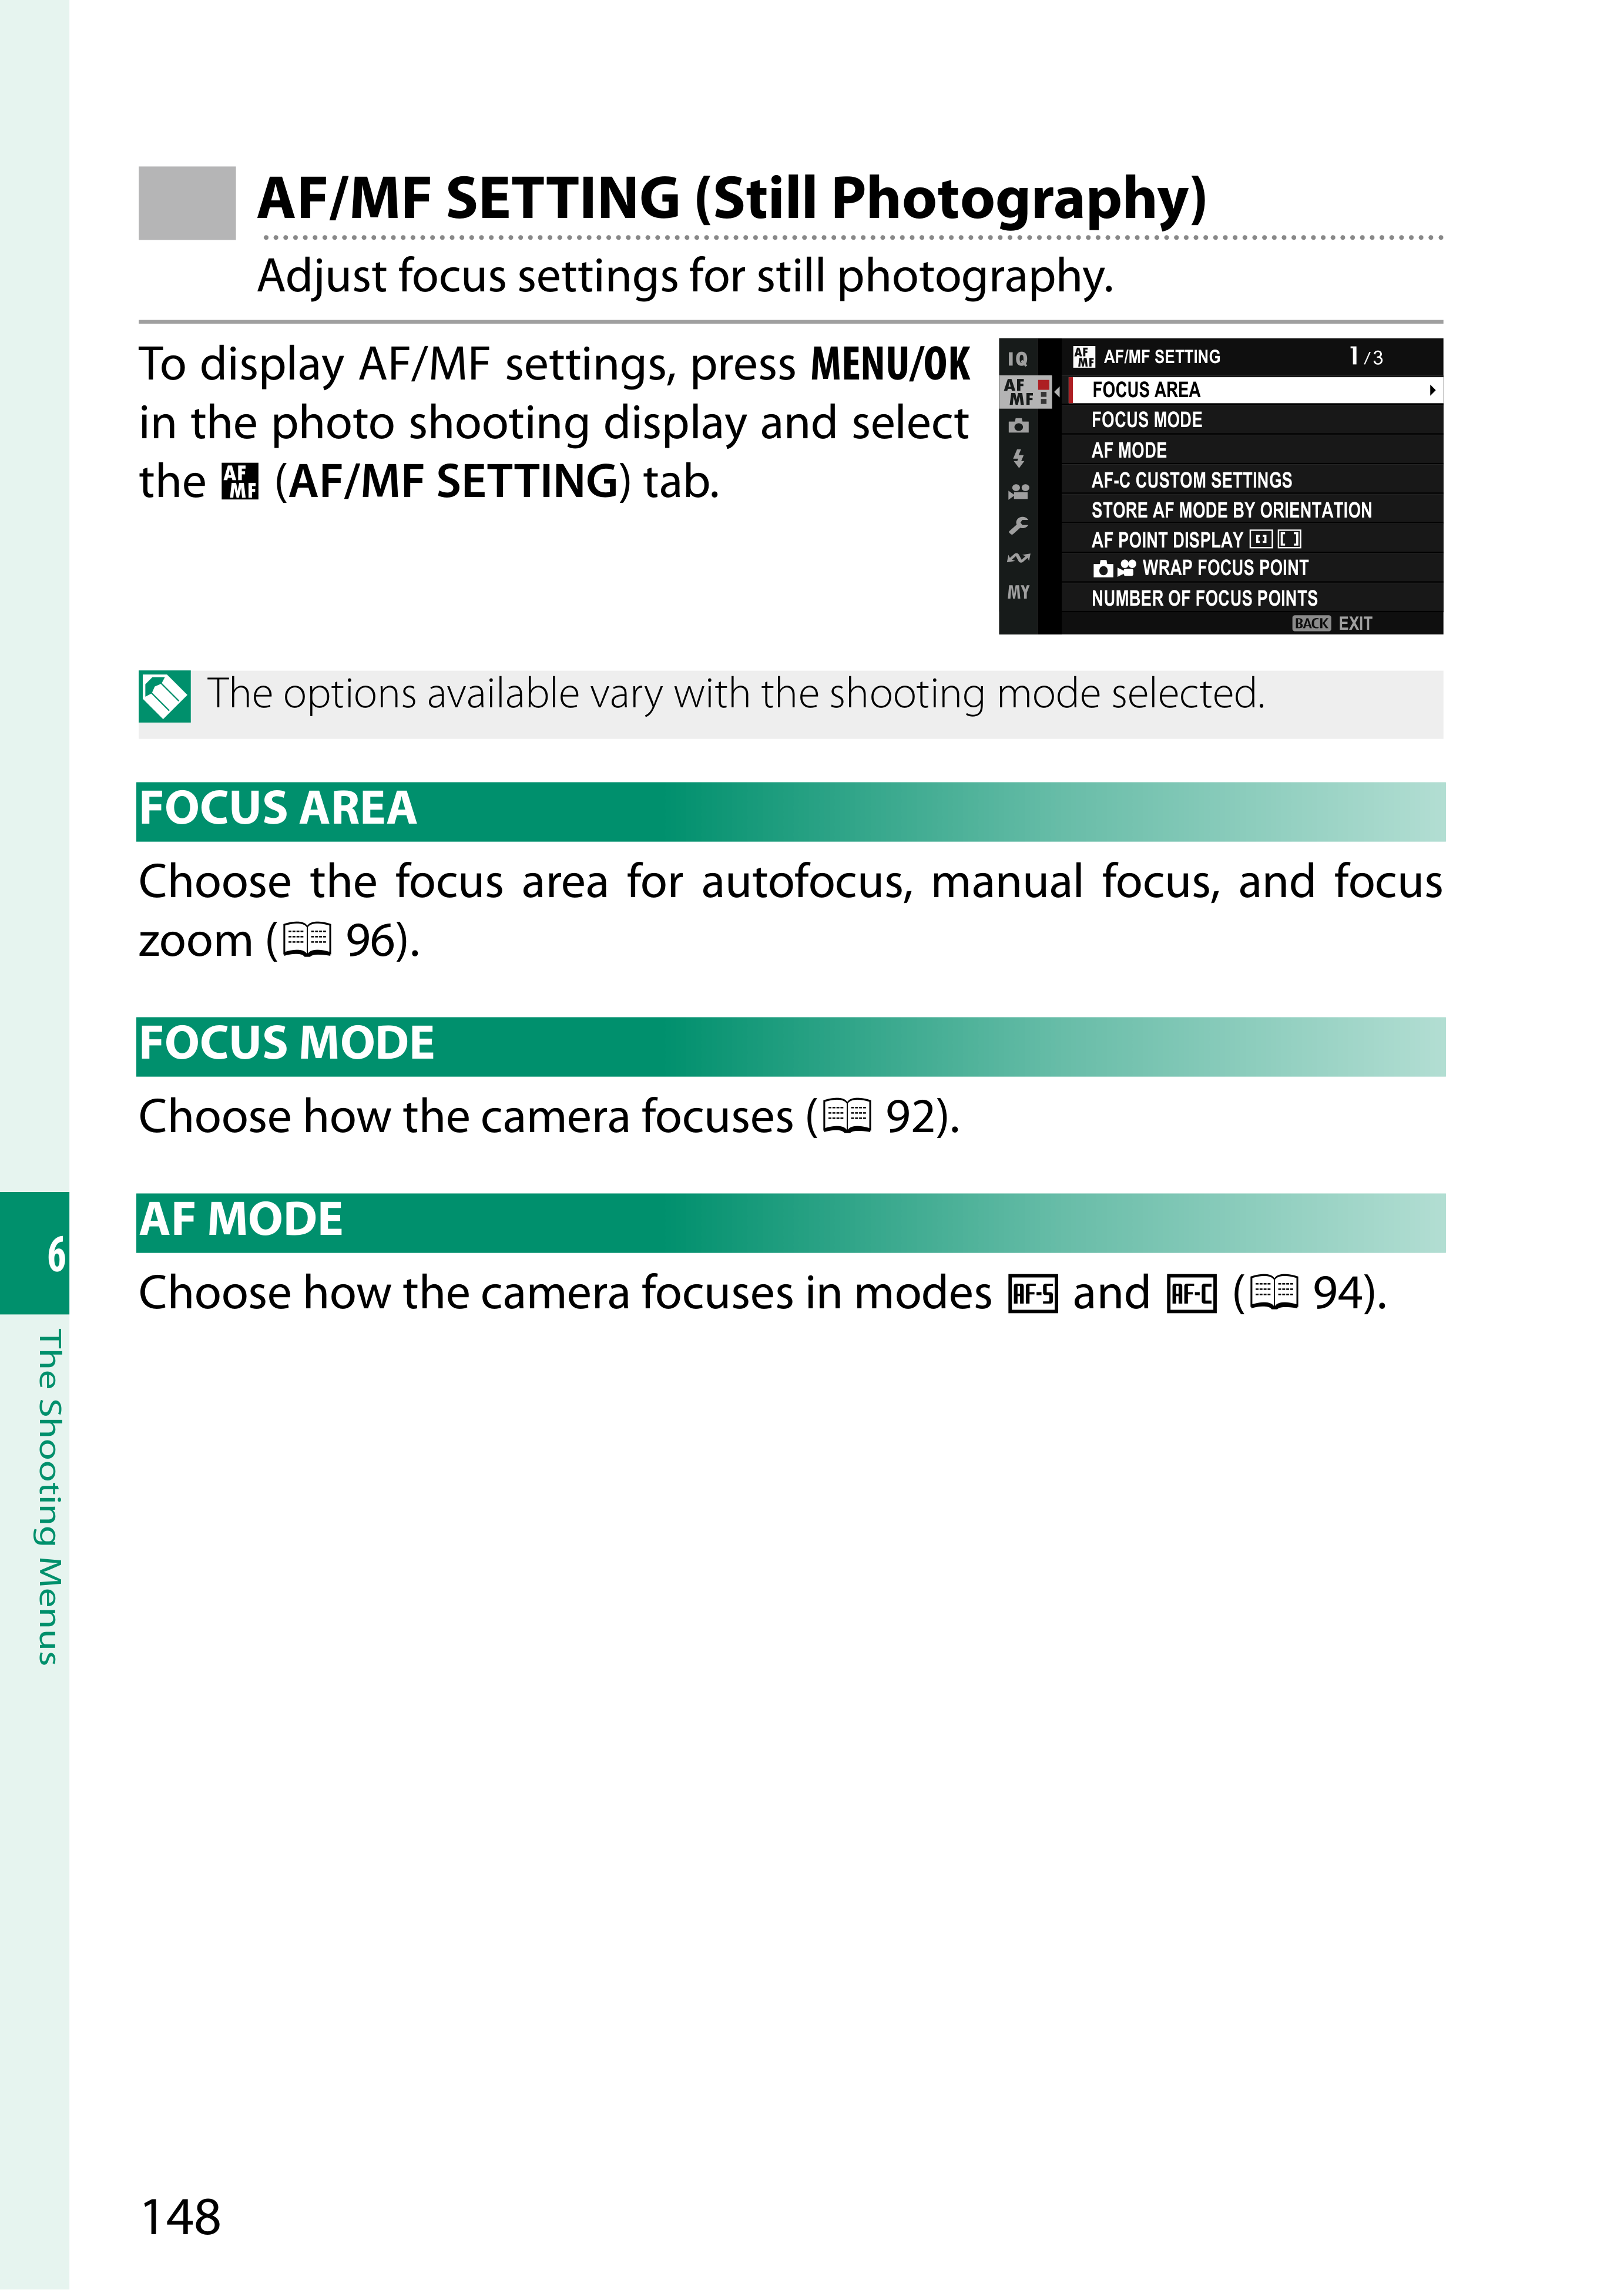 AF/MF SETTING (Still Photography)
Adjust focus settings for still photography.
To display AF/MF settings, press MENU/OK
in the photo shooting display and select
the AF MF (AF/MF SETTING) tab.
IQ
AF MF
MY
AF MF AF/MF SETTING 1/3
FOCUS AREA
FOCUS MODE
AF MODE
AF-C CUSTOM SETTINGS
STORE AF MODE BY ORIENTATION
AF POINT DISPLAY
WRAP FOCUS POINT
NUMBER OF FOCUS POINTS
BACK EXIT
The options available vary with the shooting mode selected.
FOCUS AREA
Choose the focus area for autofocus, manual focus, and focus
zoom ( 96).
FOCUS MODE
Choose how the camera focuses ( 92).
AF MODE
Choose how the camera focuses in modes AF-S and AF-C ( 94).
6
The Shooting Menus
148